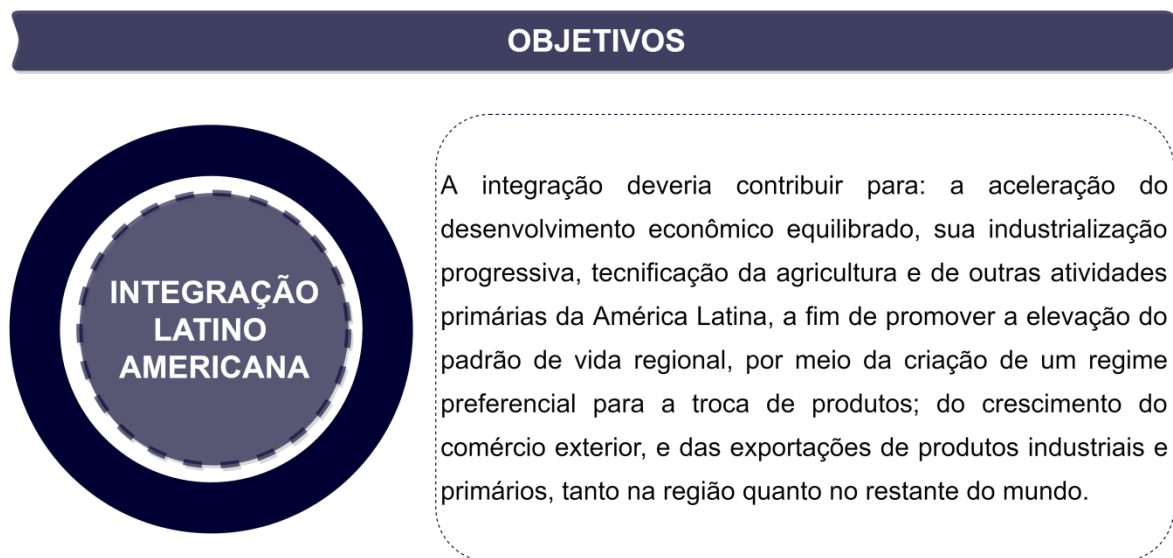 OBJETIVOS
INTEGRAÇÃO
LATINO
AMERICANA
A integração deveria contribuir para: a aceleração do
desenvolvimento econômico equilibrado, sua industrialização
progressiva, tecnificação da agricultura e de outras atividades
primárias da América Latina, a fim de promover a elevação do
padrão de vida regional, por meio da criação de um regime
preferencial para a troca de produtos; do crescimento do
comércio exterior, e das exportações de produtos industriais e
primários, tanto na região quanto no restante do mundo.